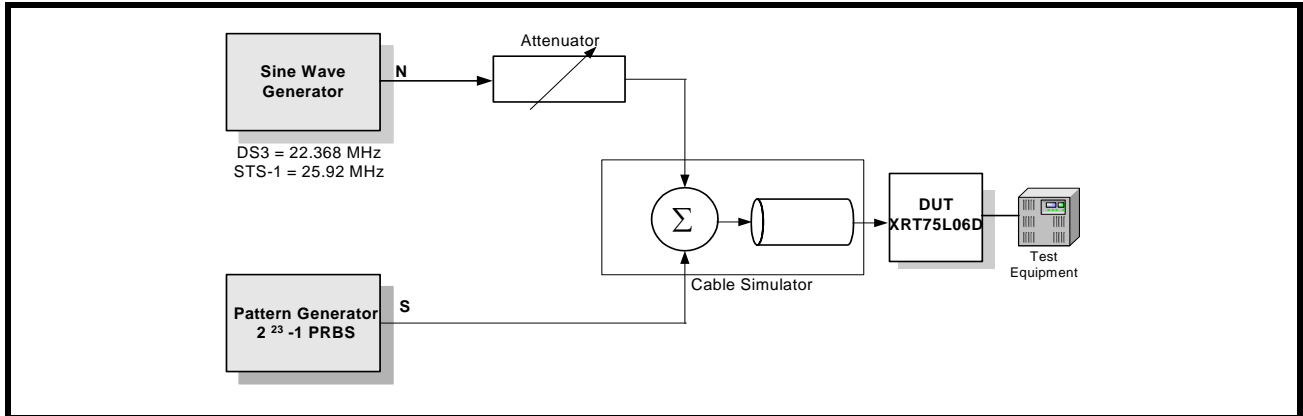 Attenuator
Sine Wave
Generator
N
DS3 = 22.368 MHz
STS-1 = 25.92 MHz
Σ
DUT
XRT75L06D
Test
Equipment
Cable Simulator
Pattern Generator
2 23 -1 PRBS
S